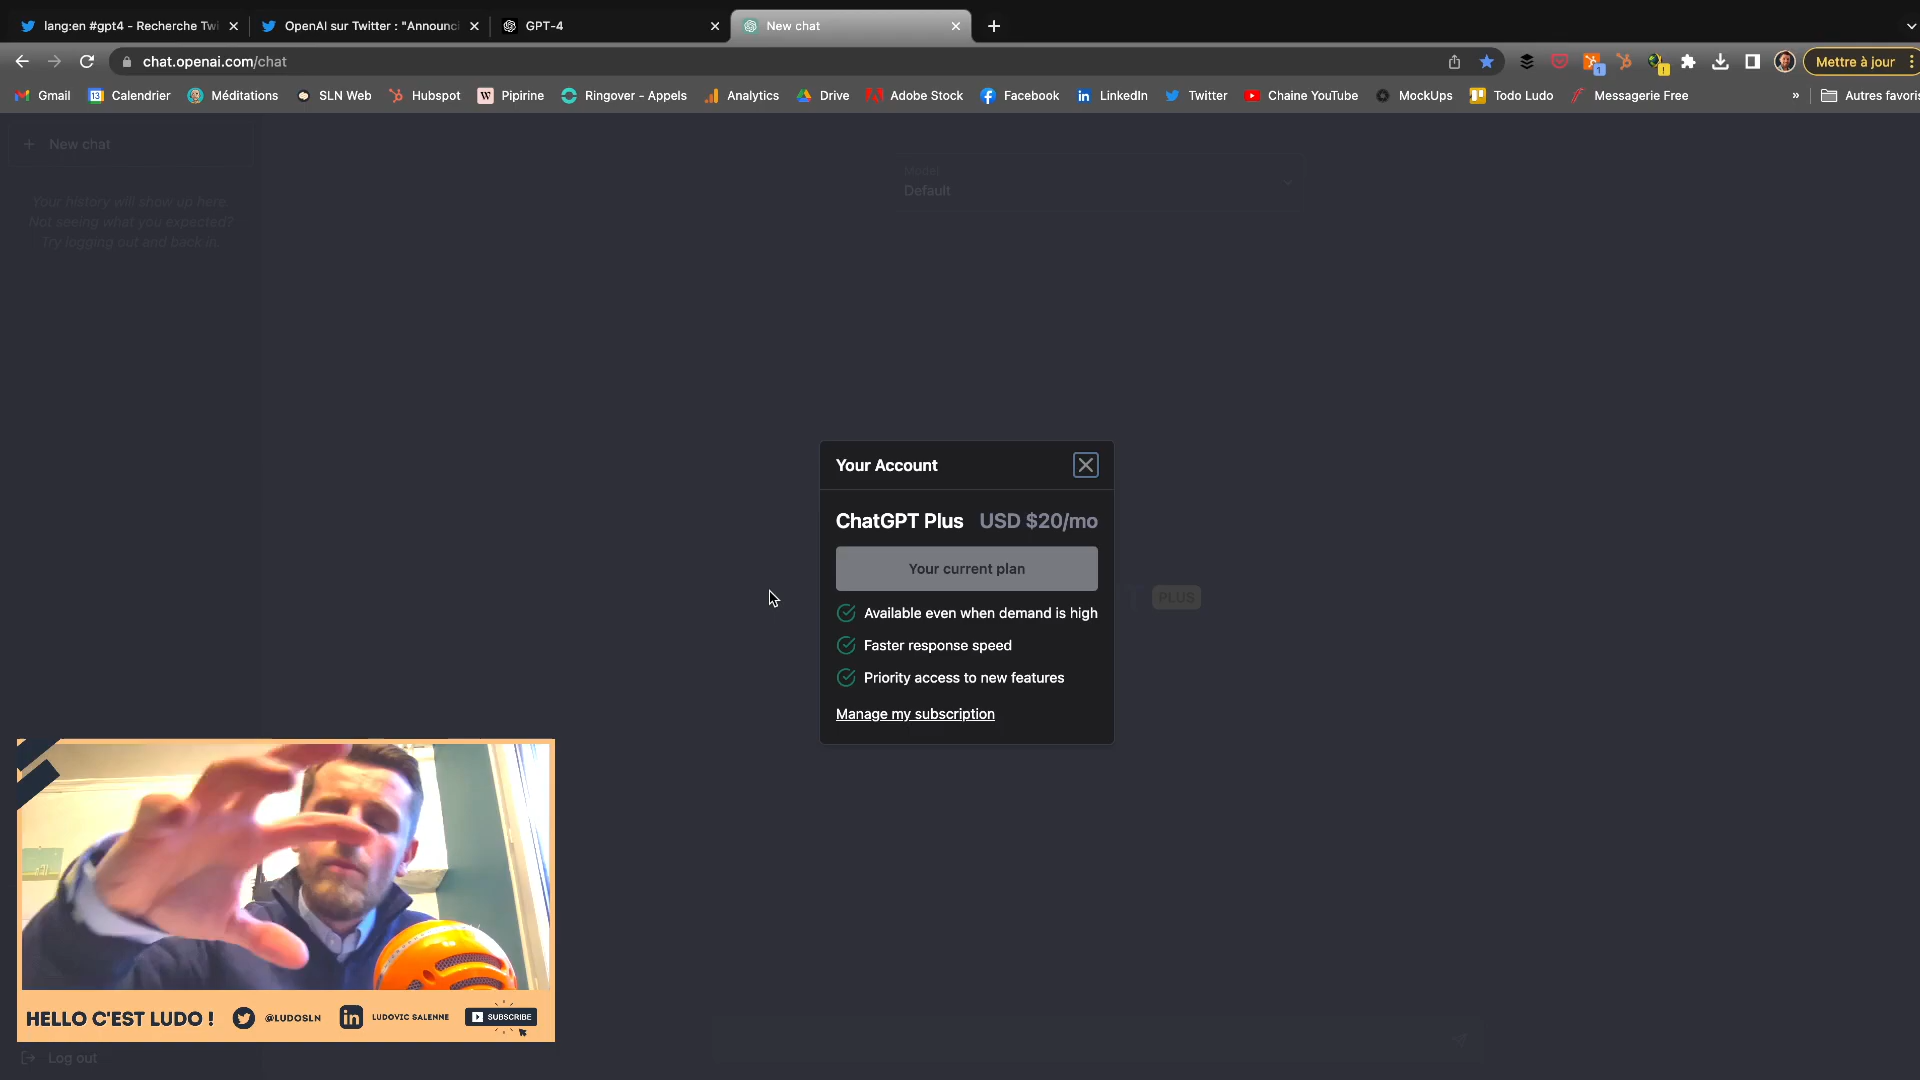 lang:en #gpt4 - Recherche Twi
OpenAI sur Twitter : "Announci
GPT-4
New chat
chat.openai.com/chat
Mettre à jour
Gmail
13
Calendrier
Méditations
SLN Web
Hubspot
W
Pipirine
Ringover - Appels
Analytics
Drive
Adobe Stock
Facebook
LinkedIn
Twitter
Chaine YouTube
MockUps
Todo Ludo
Messagerie Free
»
Autres favoris
New chat
Your history will show up here.
Not seeing what you expected?
Try logging out and back in.
Model
Default
Your Account
ChatGPT Plus USD $20/mo
Your current plan
PLUS
Available even when demand is high
Faster response speed
Priority access to new features
Manage my subscription
HELLO C'EST LUDO !
@LUDOSLN
in
LUDOVIC SALENNE
SUBSCRIBE
Log out